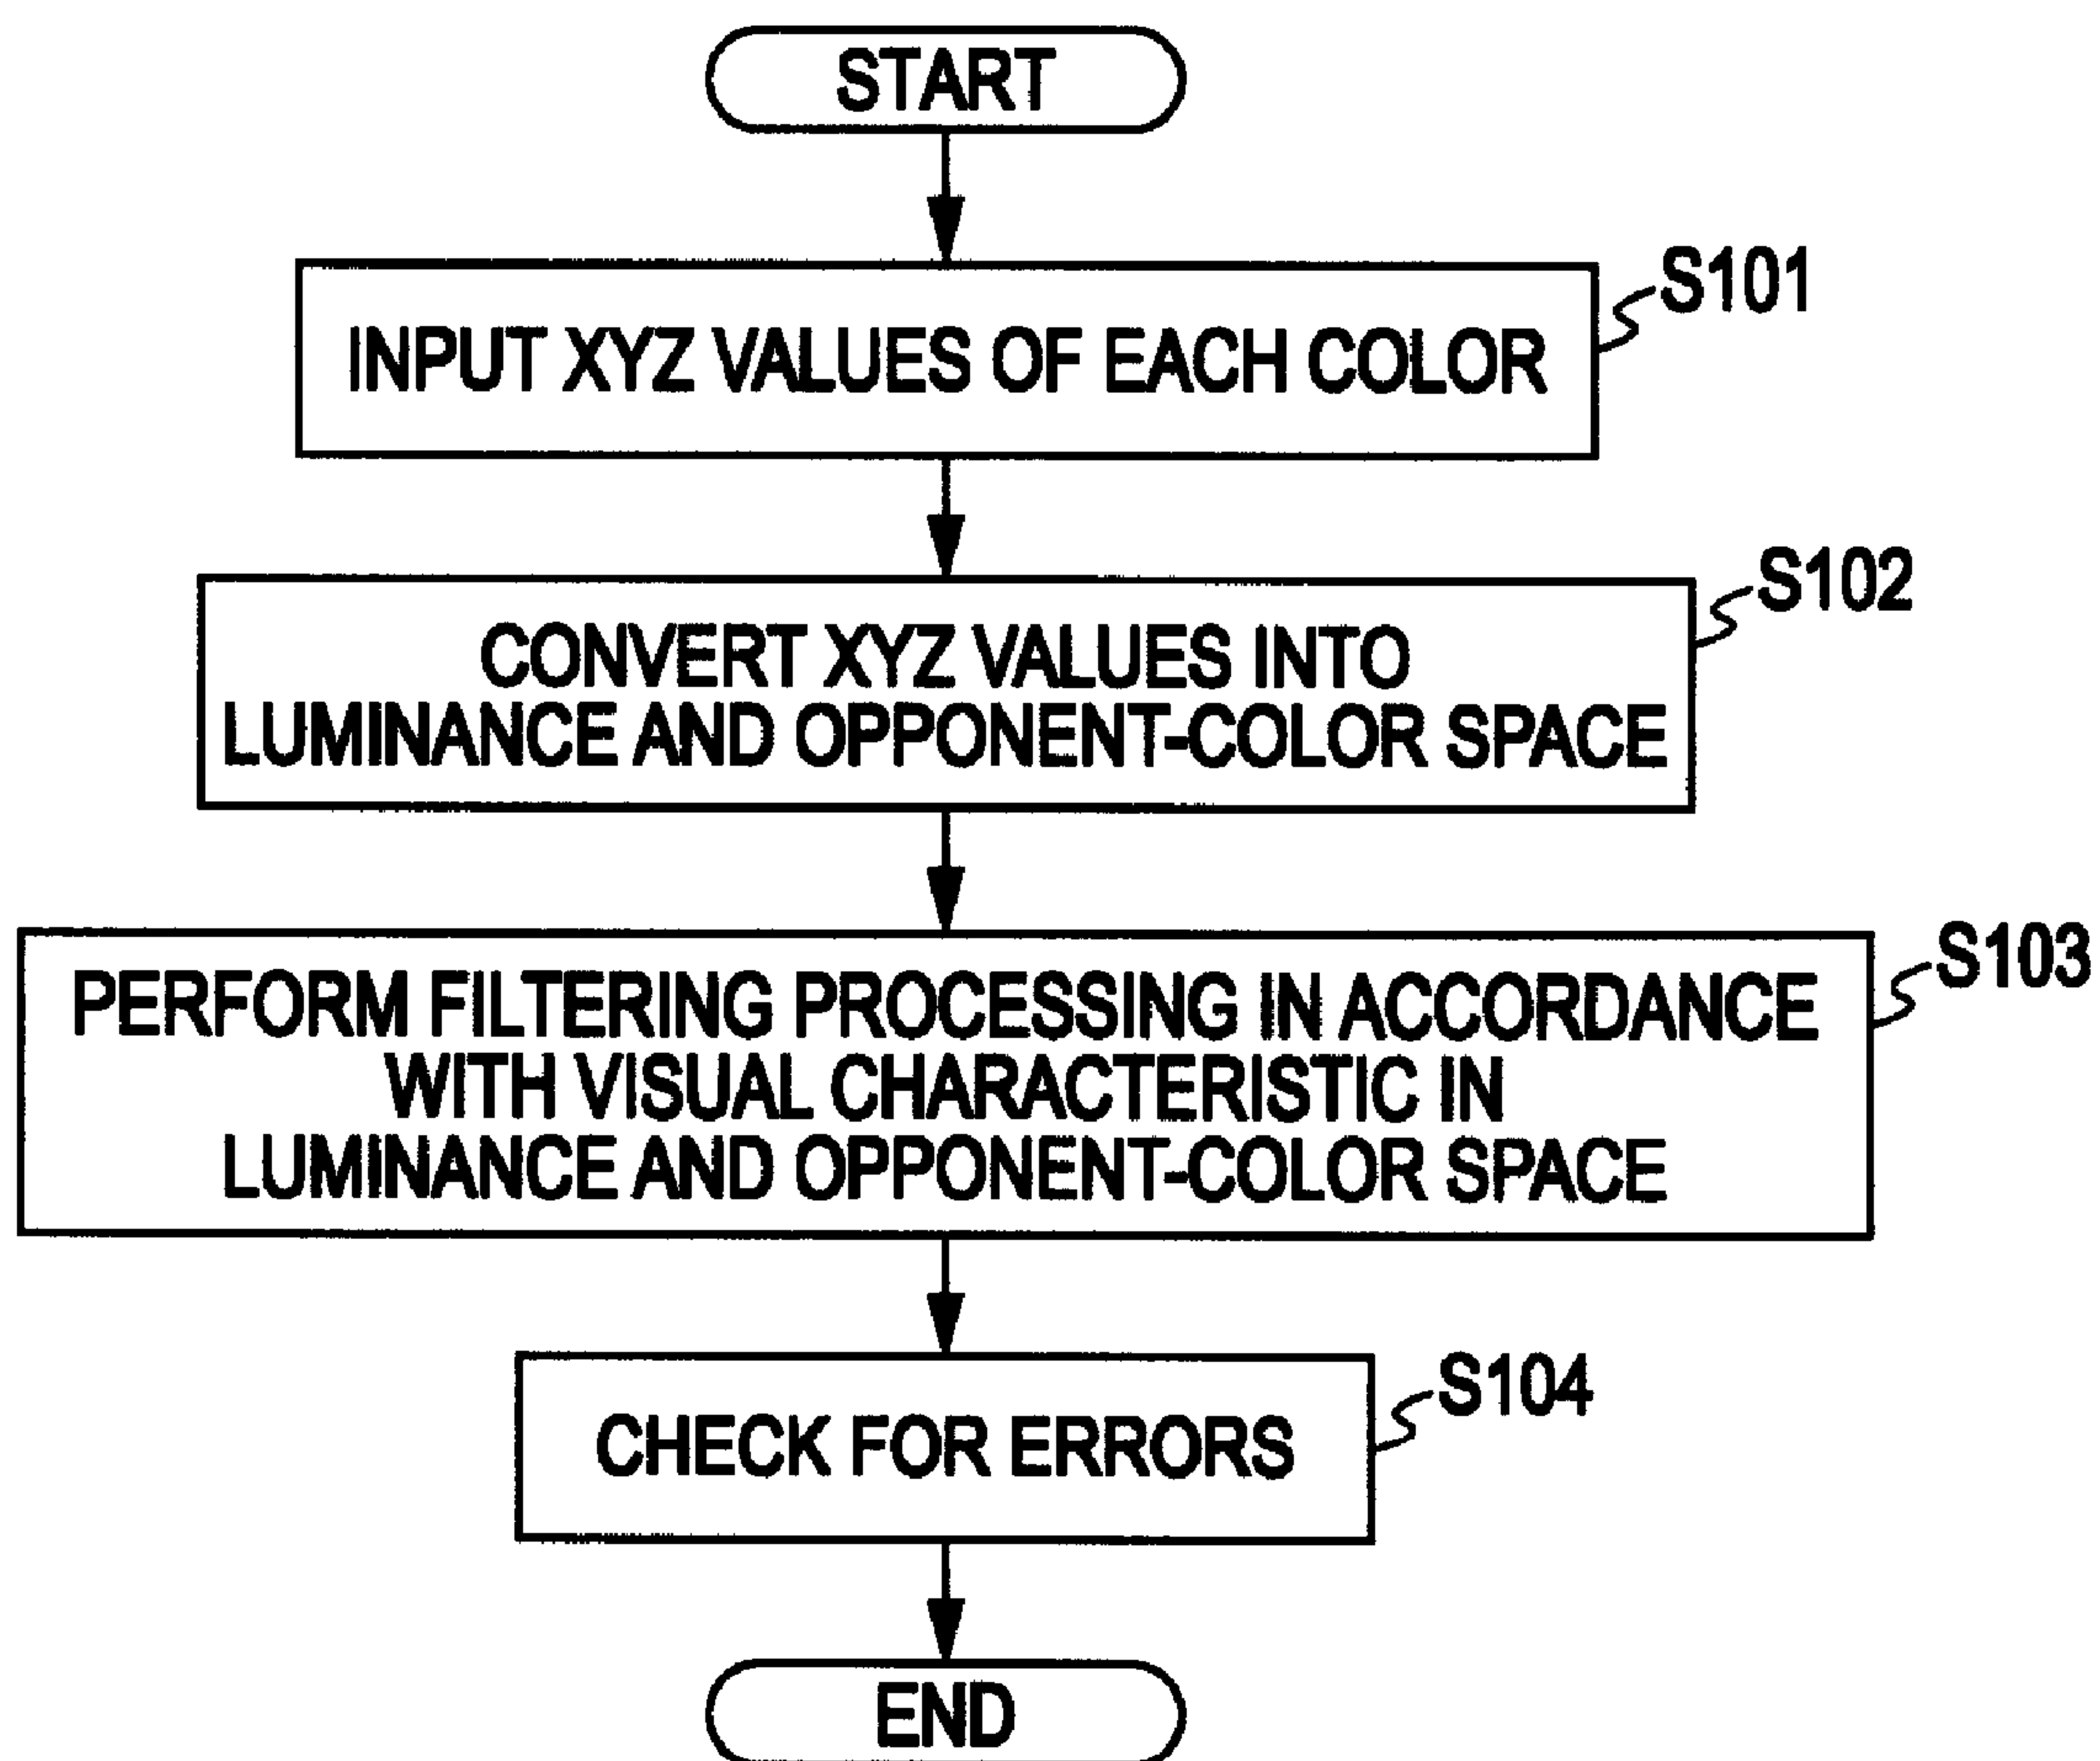 START
S101
INPUT XYZ VALUES OF EACH COLOR
S102
CONVERT XYZ VALUES INTO
LUMINANCE AND OPPONENT-COLOR SPACE
S103
PERFORM FILTERING PROCESSING IN ACCORDANCE
WITH VISUAL CHARACTERISTIC IN
LUMINANCE AND OPPONENT-COLOR SPACE
S104
CHECK FOR ERRORS
END